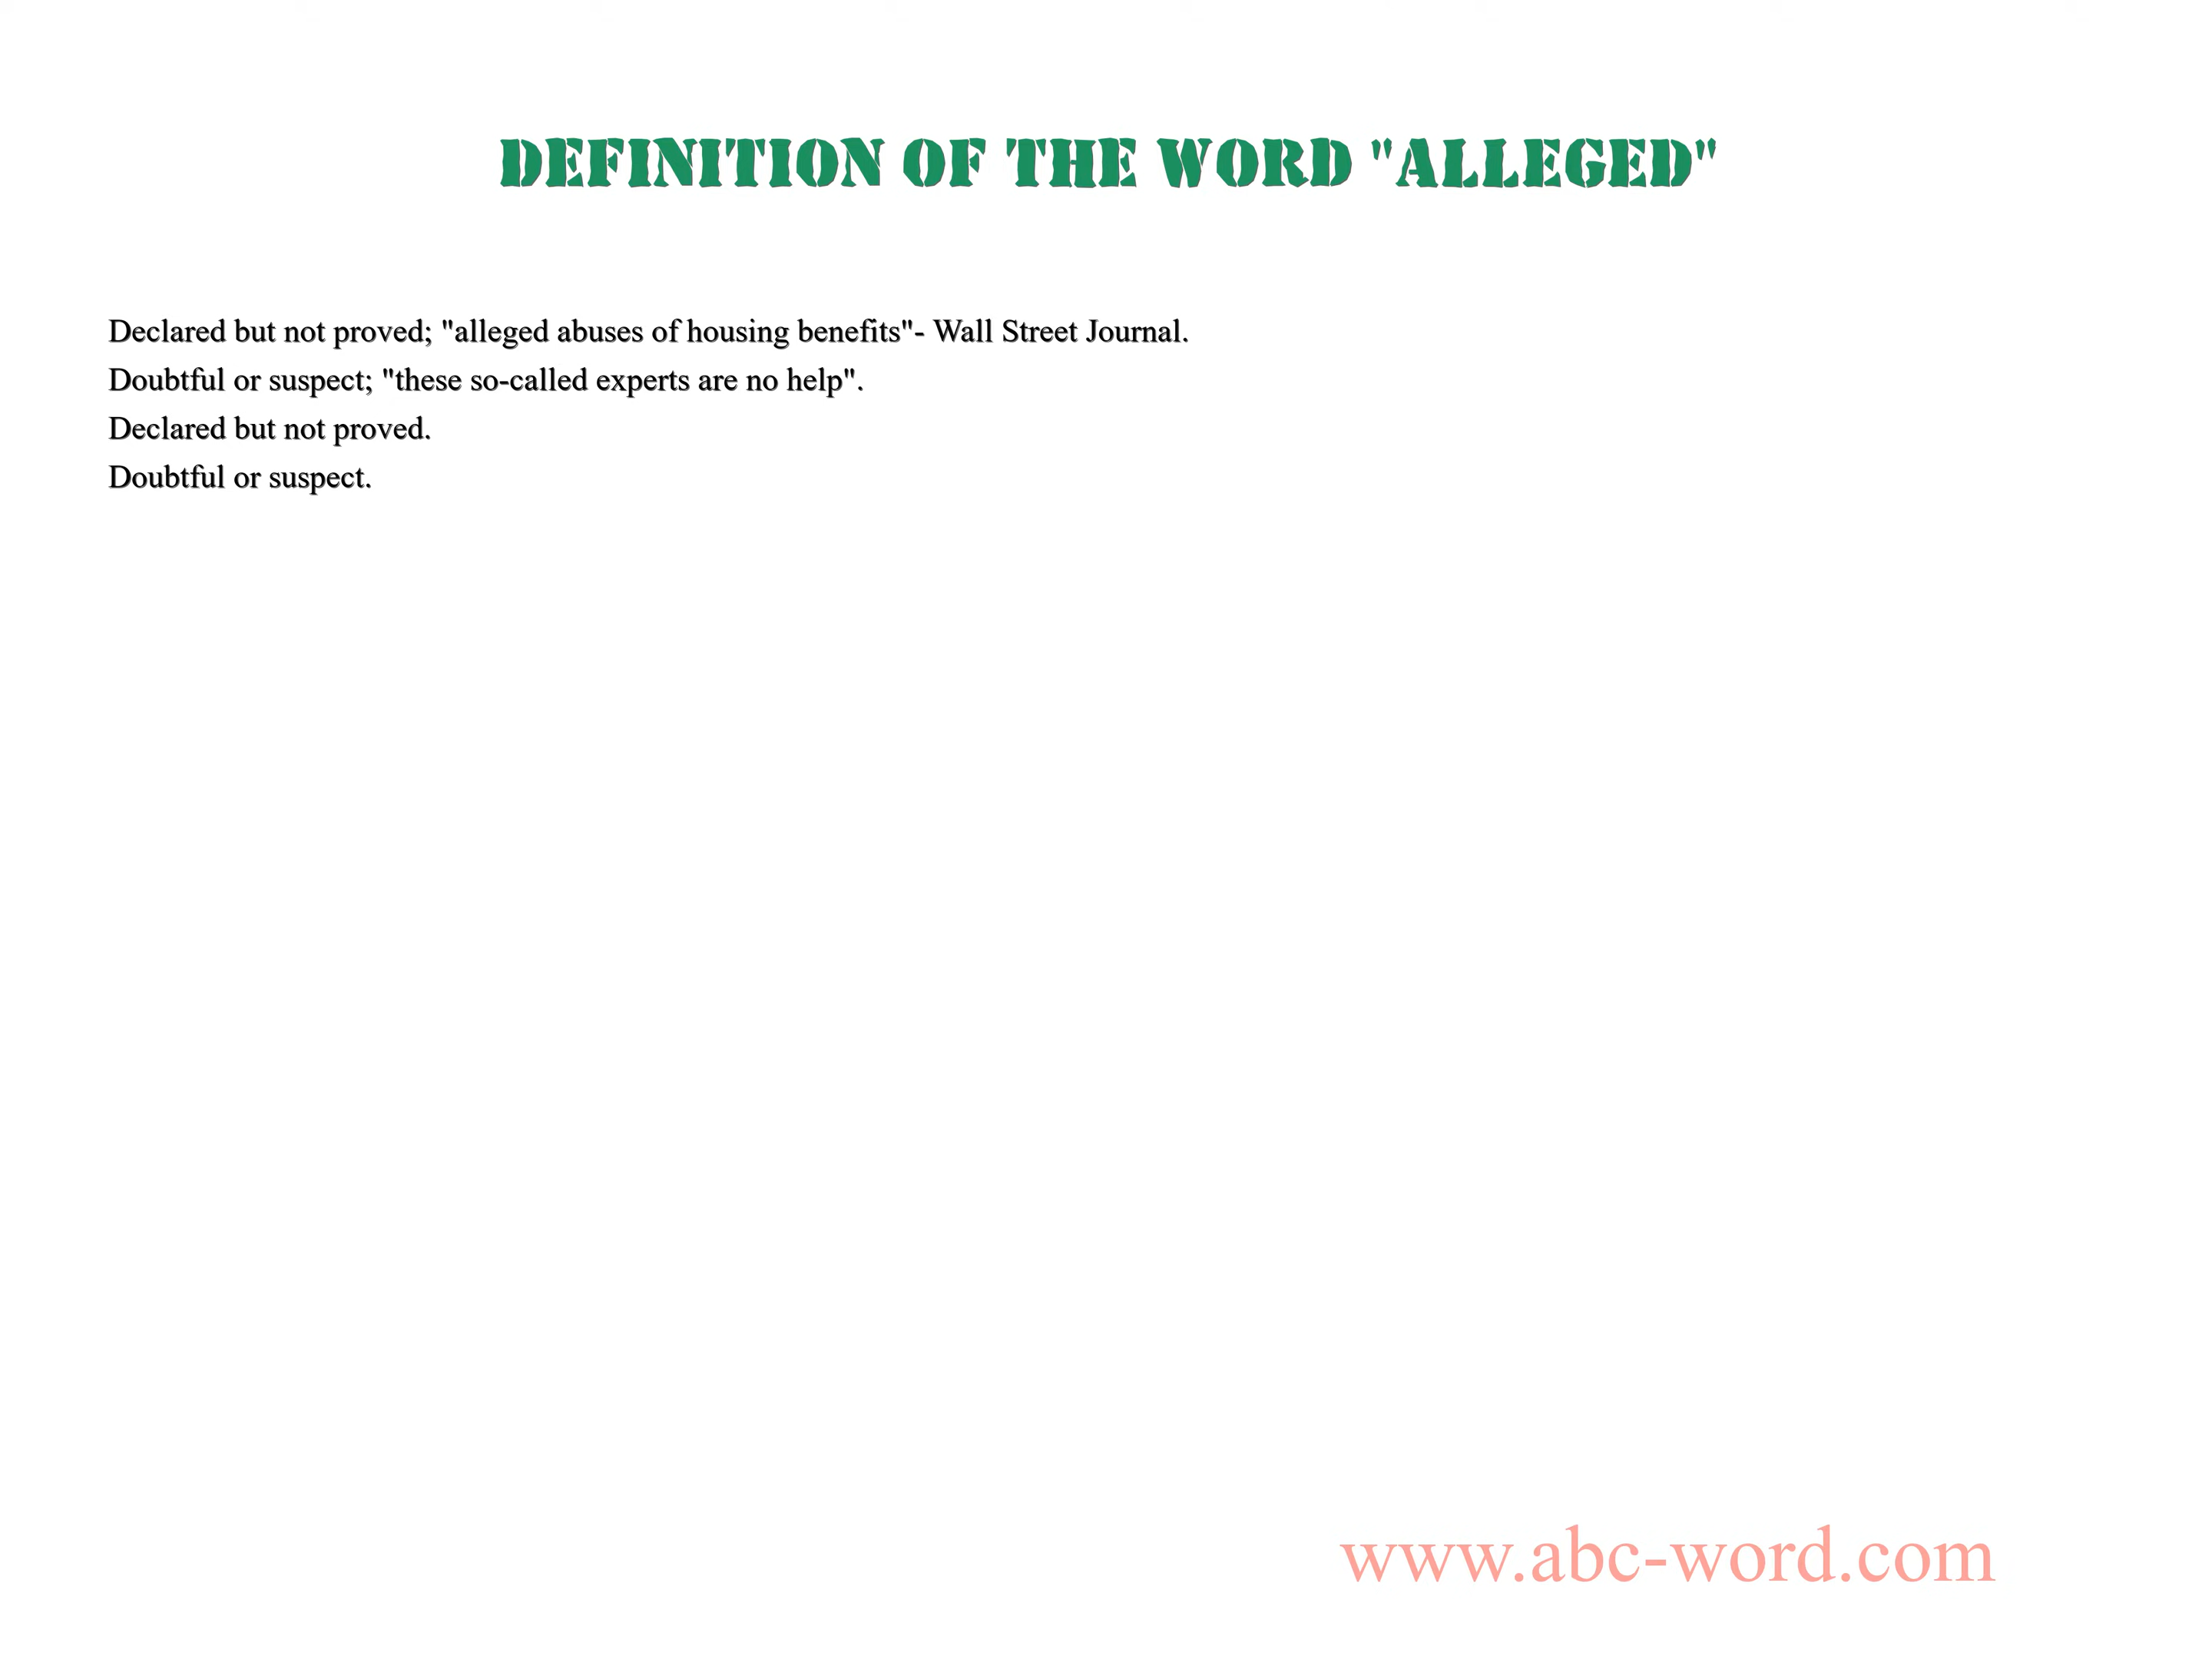 DEFINITION OF THE WORD "ALLEGED"
Declared but not proved; "alleged abuses of housing benefits"- Wall Street Journal.
Doubtful or suspect; "these so-called experts are no help".
Declared but not proved.
Doubtful or suspect.
www.abc-word.com